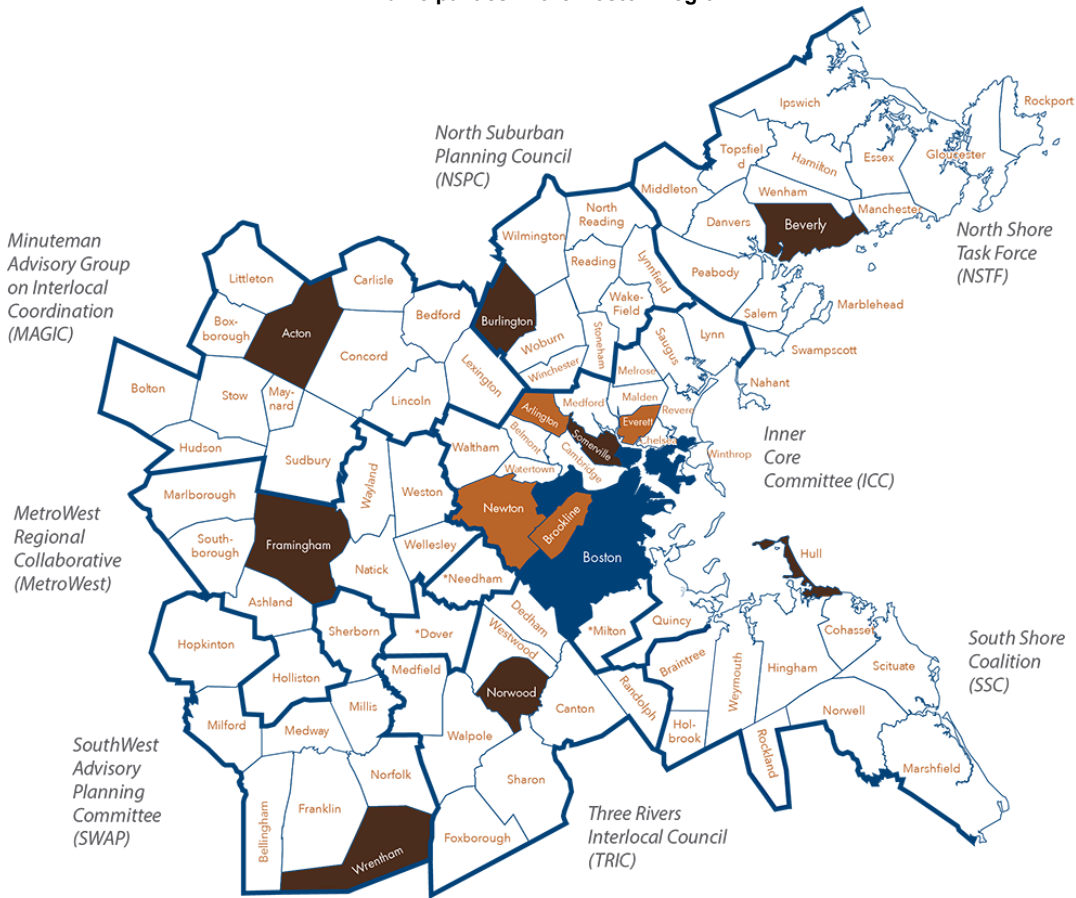 Ipswich
Rockport
North Suburban
Planning Council
(NSPC)
Topsfiel
d
Hamilton
Essex
Gloucester
Middleton
Wenham
Manchester
North
Reading
Danvers
Beverly
North Shore
Task Force
(NSTF)
Wilmington
Minuteman
Advisory Group
on Interlocal
Coordination
(MAGIC)
Littleton
Carlisle
Reading
Lynnfield
Peabody
Box-
borough
Acton
Bedford
Burlington
Wake-
Field
Salem
Marblehead
Concord
Woburn
Stoneham
Saugus
Lynn
Swampscott
Bolton
Stow
May-
nard
Lincoln
Lexington
Winchester
Melrose
Nahant
Hudson
Sudbury
Waltham
Arlington
Medford
Malden
Everett
Revere
Belmont
Somerville
Chelsea
Cambridge
Watertown
Winthrop
Inner
Core
Committee (ICC)
Marlborough
Wayland
Weston
Newton
Brookline
Boston
MetroWest
Regional
Collaborative
(MetroWest)
South-
borough
Framingham
Natick
Wellesley
*Needham
Hull
Ashland
Hopkinton
Sherborn
*Dover
Dedham
Westwood
*Milton
Quincy
Cohasset
South Shore
Coalition
(SSC)
Holliston
Medfield
Norwood
Canton
Randolph
Braintree
Weymouth
Hingham
Scituate
Milford
Medway
Millis
Walpole
Hol-
brook
Rockland
Norwell
SouthWest
Advisory
Planning
Committee
(SWAP)
Norfolk
Sharon
Marshfield
Bellingham
Franklin
Wrentham
Foxborough
Three Rivers
Interlocal Council
(TRIC)